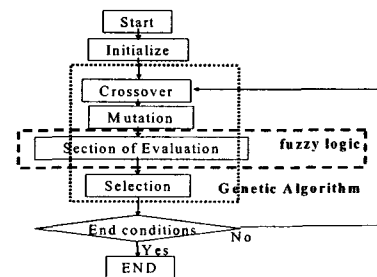 Start
Initialize
Crossover
Mutation
Section of Evaluation
fuzzy logic
Selection
Genetic Algorithm
End conditions
No
Yes
END